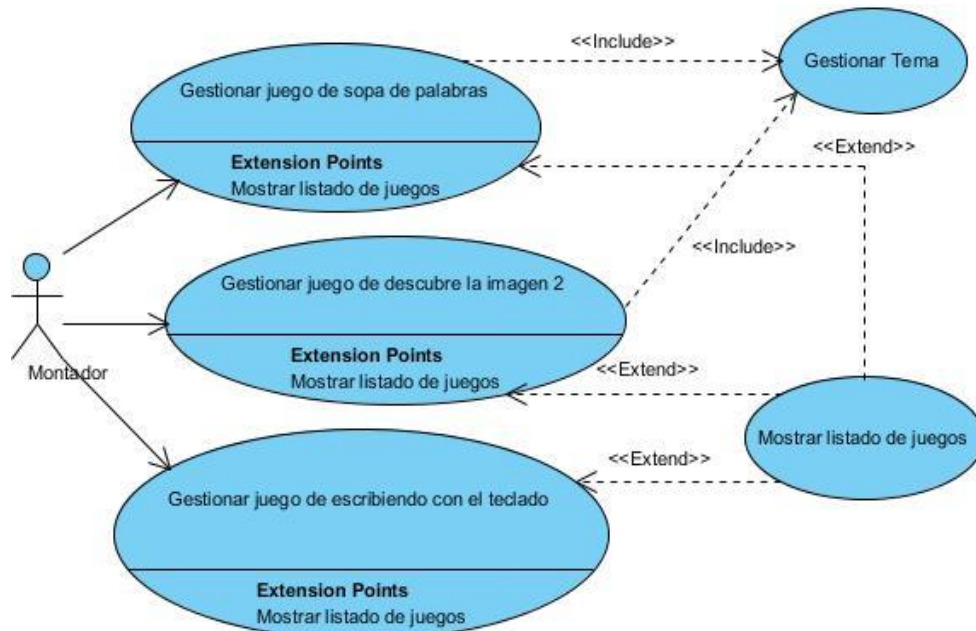 <<Include>>
Gestionar Tema
Gestionar juego de sopa de palabras
<<Extend>>
Extension Points
Mostrar listado de juegos
<<Include>>
Gestionar juego de descubre la imagen 2
Extension Points
Mostrar listado de juegos
<<Extend>>
Montador
Mostrar listado de juegos
<<Extend>>
Gestionar juego de escribiendo con el teclado
Extension Points
Mostrar listado de juegos